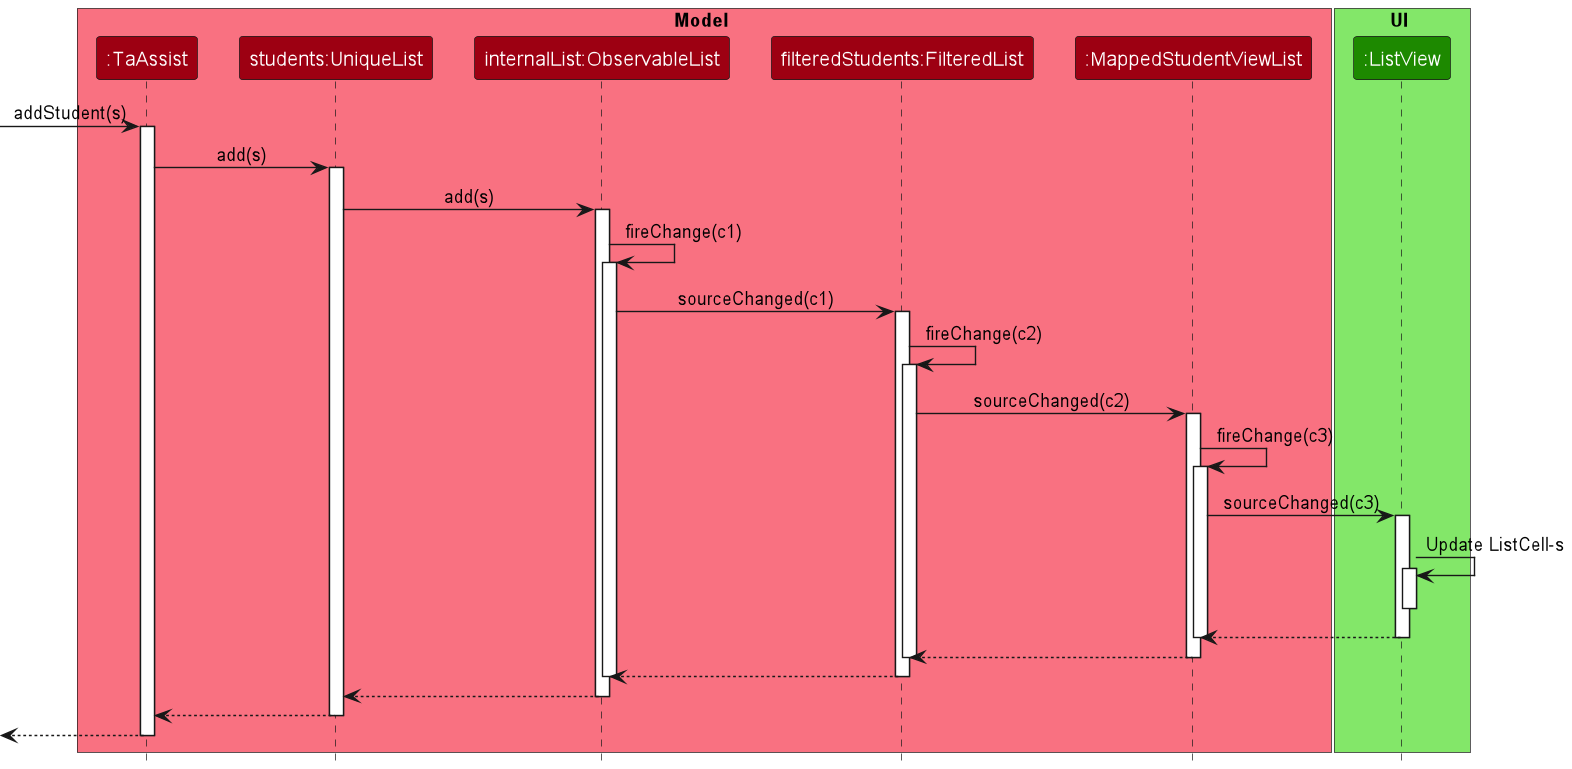 Model
UI
:TaAssist
students:UniqueList
internalList:ObservableList
filteredStudents:FilteredList
:MappedStudentViewList
:ListView
addStudent(s)
add(s)
add(s)
fireChange(c1)
sourceChanged(c1)
fireChange(c2)
sourceChanged(c2)
fireChange(c3)
sourceChanged(c3)
Update ListCell-s